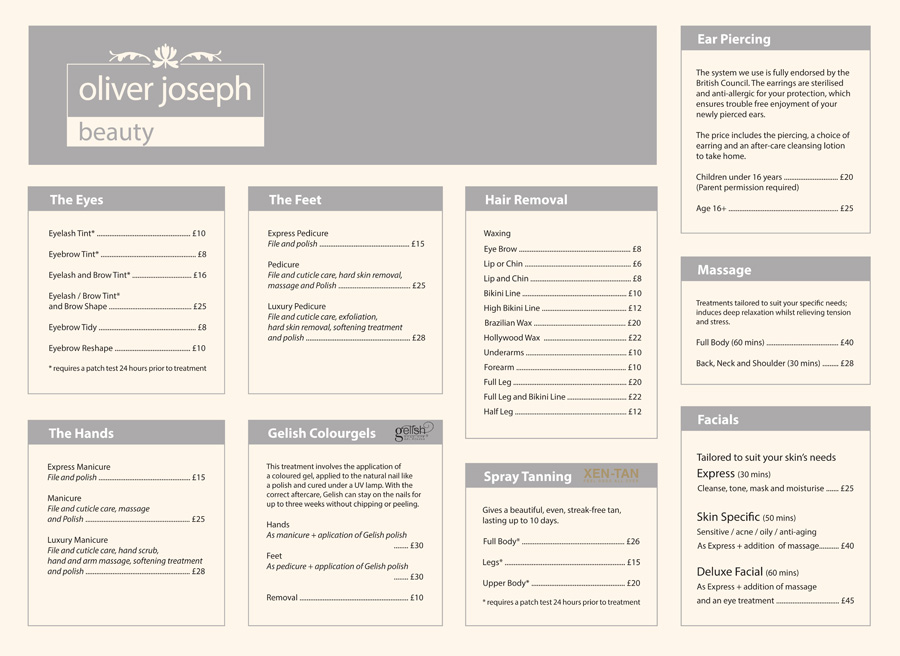 oliver joseph
beauty
The Eyes
Eyelash Tint* ........................................ £10
Eyebrow Tint* ........................................ £8
Eyelash and Brow Tint* ......................... £16
Eyelash / Brow Tint*
and Brow Shape ................................... £25
Eyebrow Tidy ........................................ £8
Eyebrow Reshape ................................ £10
* requires a patch test 24 hours prior to treatment
The Hands
Express Manicure
File and polish ........................................ £15
Manicure
File and cuticle care, massage
and Polish ............................................. £25
Luxury Manicure
File and cuticle care, hand scrub,
hand and arm massage, softening treatment
and polish ............................................. £28
The Feet
Express Pedicure
File and polish ...................................... £15
Pedicure
File and cuticle care, hard skin removal,
massage and Polish ............................... £25
Luxury Pedicure
File and cuticle care, exfoliation,
hard skin removal, softening treatment
and polish ............................................. £28
Gelish Colourgels
gelish
This treatment involves the application of
a coloured gel, applied to the natural nail like
a polish and cured under a UV lamp. With the
correct aftercare, Gelish can stay on the nails for
up to three weeks without chipping or peeling.
Hands
As manicure + aplication of Gelish polish
....... £30
Feet
As pedicure + application of Gelish polish
....... £30
Removal ............................................... £10
Hair Removal
Waxing
Eye Brow ............................................... £8
Lip or Chin ............................................. £6
Lip and Chin .......................................... £8
Bikini Line ............................................. £10
High Bikini Line ..................................... £12
Brazilian Wax ........................................ £20
Hollywood Wax .................................... £22
Underarms ............................................ £10
Forearm ................................................ £10
Full Leg ................................................. £20
Full Leg and Bikini Line ......................... £22
Half Leg ................................................ £12
Spray Tanning
XEN-TAN
Gives a beautiful, even, streak-free tan,
lasting up to 10 days.
Full Body* ............................................. £26
Legs* .................................................... £15
Upper Body* ........................................ £20
* requires a patch test 24 hours prior to treatment
Ear Piercing
The system we use is fully endorsed by the
British Council. The earrings are sterilised
and anti-allergic for your protection, which
ensures trouble free enjoyment of your
newly pierced ears.
The price includes the piercing, a choice of
earring and an after-care cleansing lotion
to take home.
Children under 16 years ....................... £20
(Parent permission required)
Age 16+ ............................................... £25
Massage
Treatments tailored to suit your specific needs;
induces deep relaxation whilst relieving tension
and stress.
Full Body (60 mins) ............................... £40
Back, Neck and Shoulder (30 mins) ........ £28
Facials
Tailored to suit your skin's needs
Express (30 mins)
Cleanse, tone, mask and moisturise ...... £25
Skin Specific (50 mins)
Sensitive / acne / oily / anti-aging
As Express + addition of massage.......... £40
Deluxe Facial (60 mins)
As Express + addition of massage
and an eye treatment ........................... £45